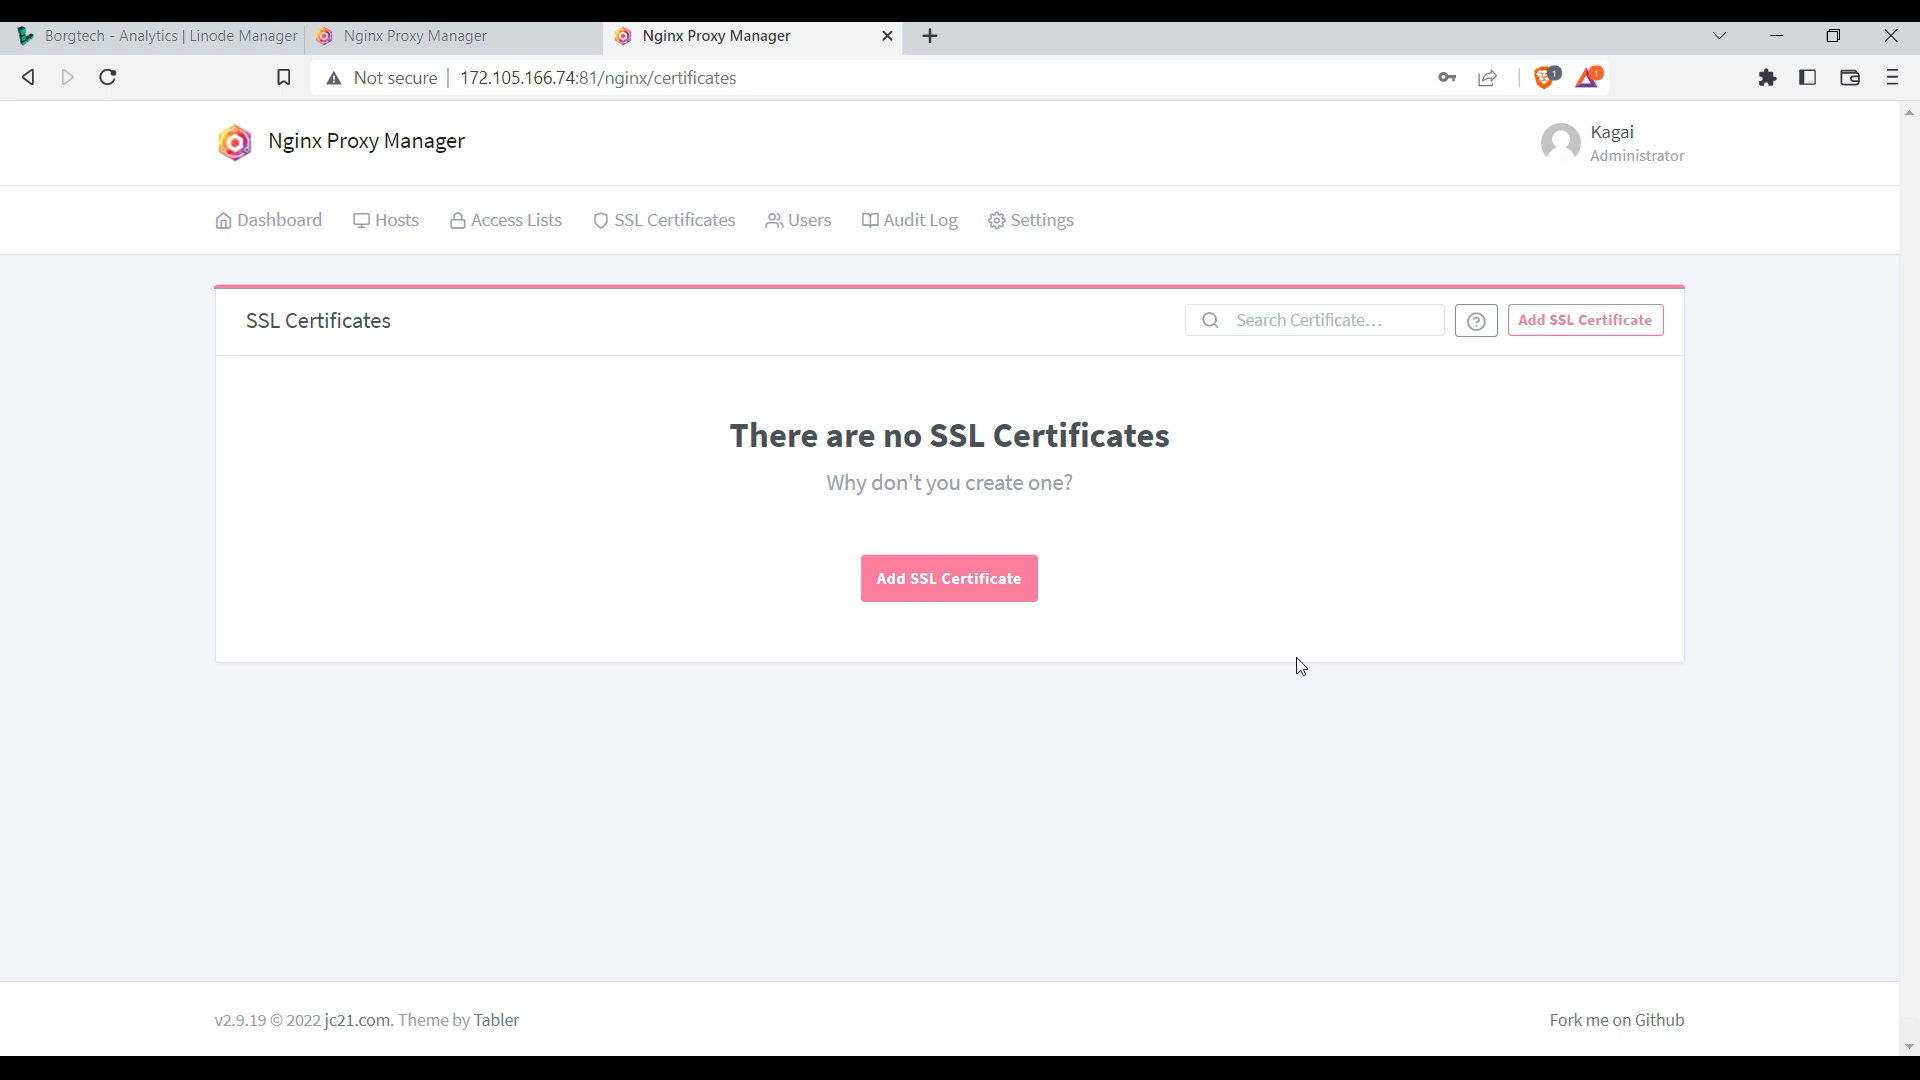 Borgtech - Analytics | Linode Manager
Nginx Proxy Manager
Nginx Proxy Manager
Not secure
172.105.166.74:81/nginx/certificates
1
1
Nginx Proxy Manager
Kagai
Administrator
Dashboard
Hosts
Access Lists
SSL Certificates
Users
Audit Log
Settings
SSL Certificates
Search Certificate...
Add SSL Certificate
There are no SSL Certificates
Why don't you create one?
Add SSL Certificate
v2.9.19 © 2022 jc21.com. Theme by Tabler
Fork me on Github